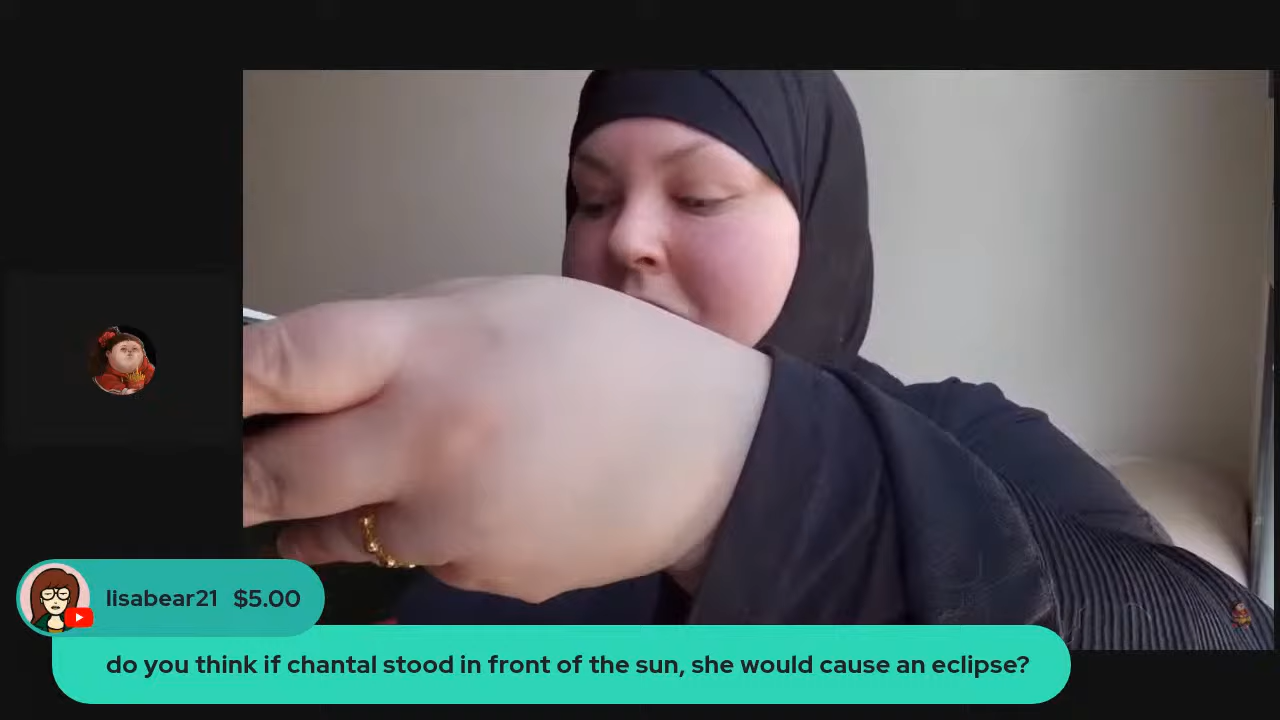 lisabear21 $5.00
do you think if chantal stood in front of the sun, she would cause an eclipse?